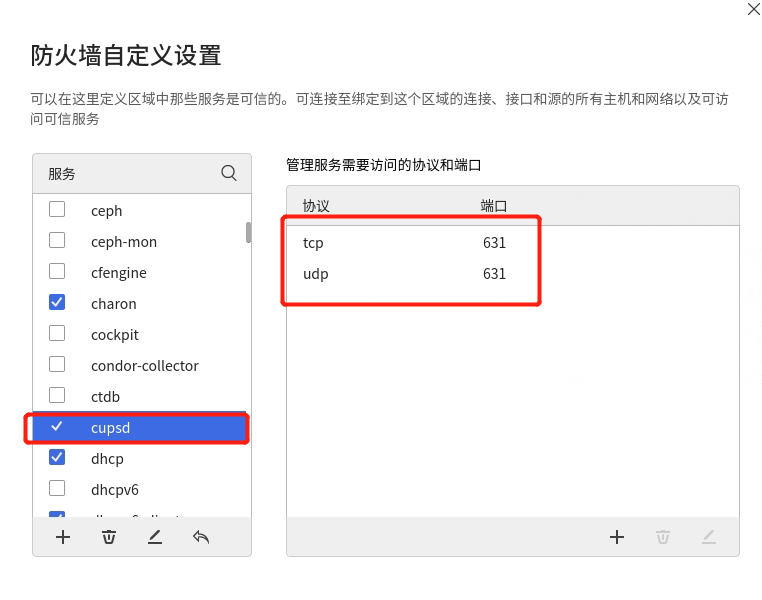 防火墙自定义设置
可以在这里定义区域中那些服务是可信的。可连接至绑定到这个区域的连接、接口和源的所有主机和网络以及可访
问可信服务
服务
ceph
ceph-mon
cfengine
charon
cockpit
condor-collector
ctdb
cupsd
dhcp
dhcpv6
管理服务需要访问的协议和端口
协议 端口
tcp 631
udp 631